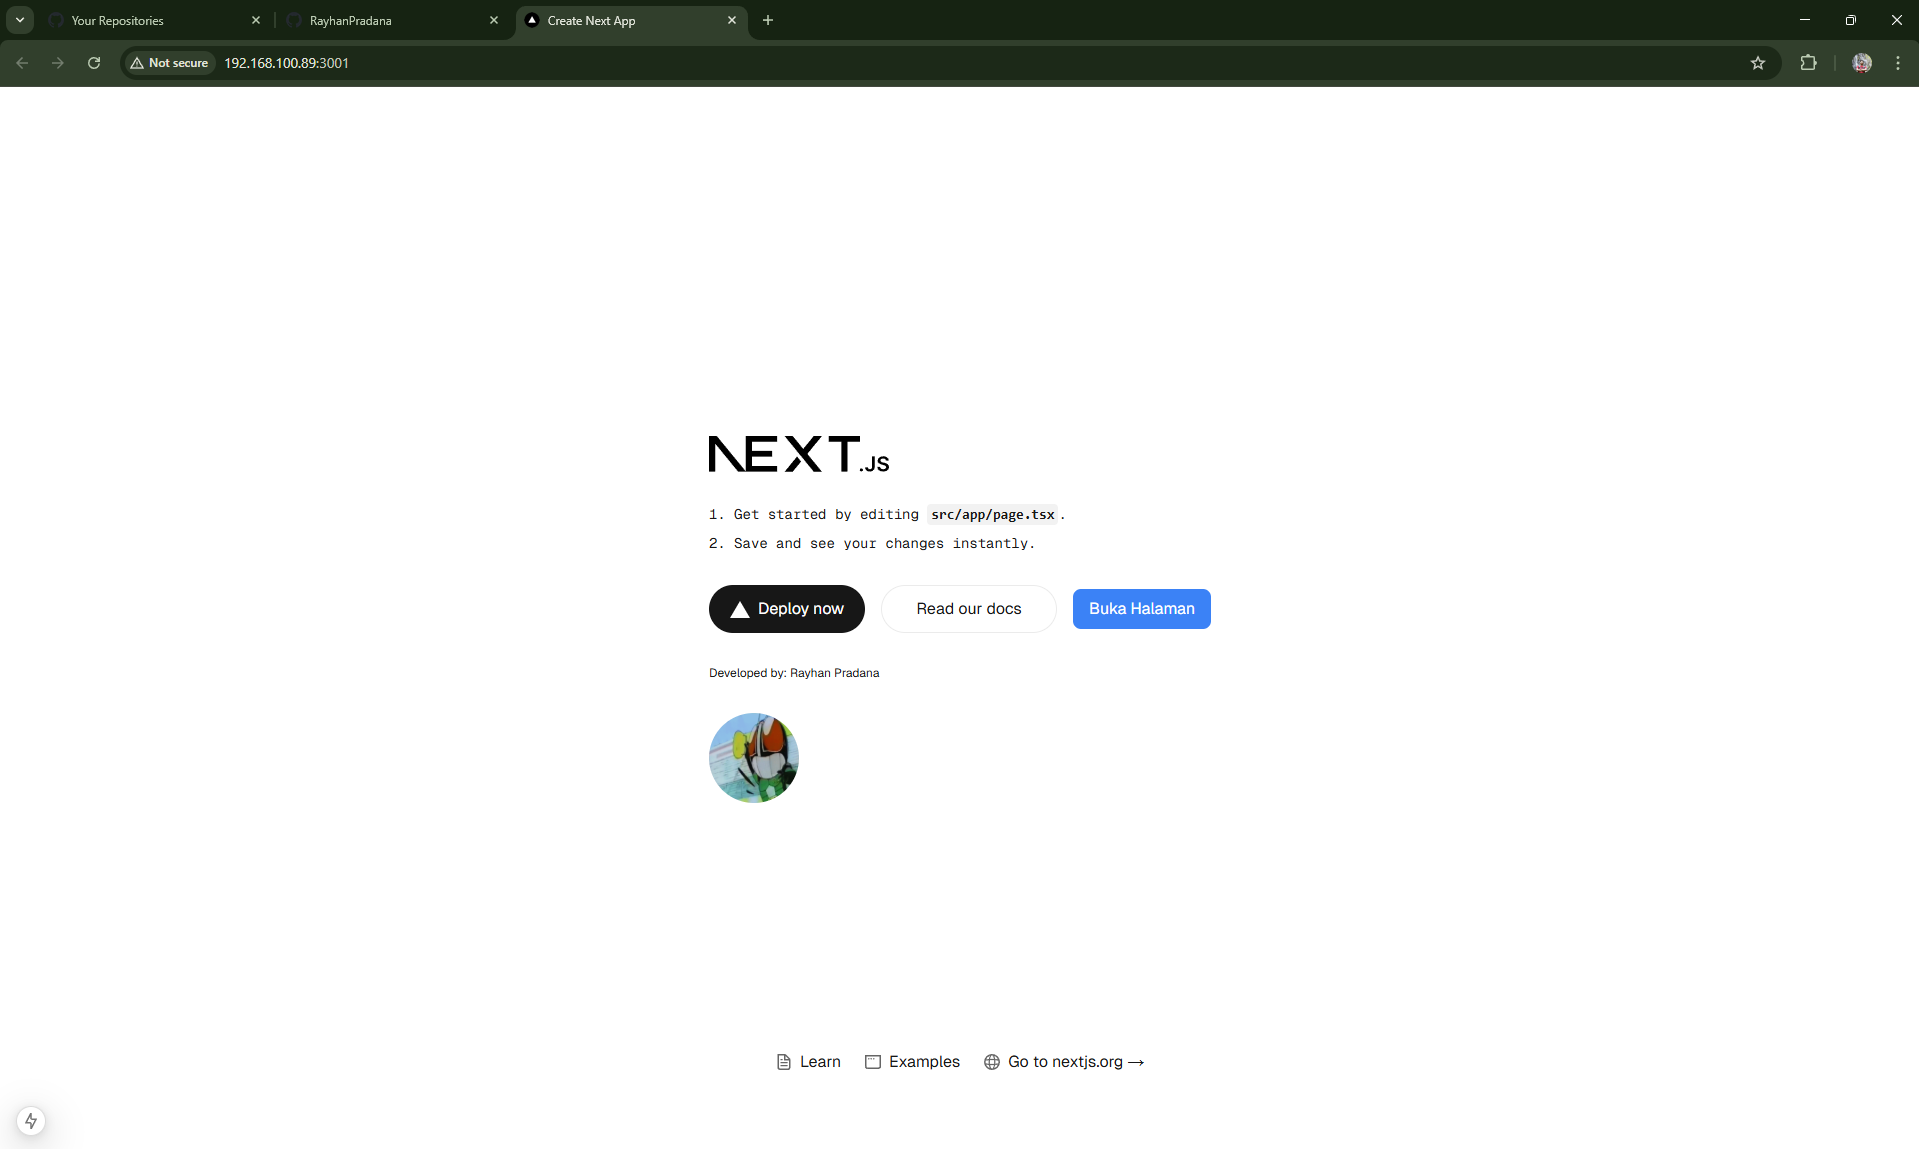 Your Repositories
RayhanPradana
Create Next App
Not secure
192.168.100.89:3001
NEXT.JS
1. Get started by editing src/app/page.tsx.
2. Save and see your changes instantly.
Deploy now
Read our docs
Buka Halaman
Developed by: Rayhan Pradana
Learn
Examples
Go to nextjs.org →